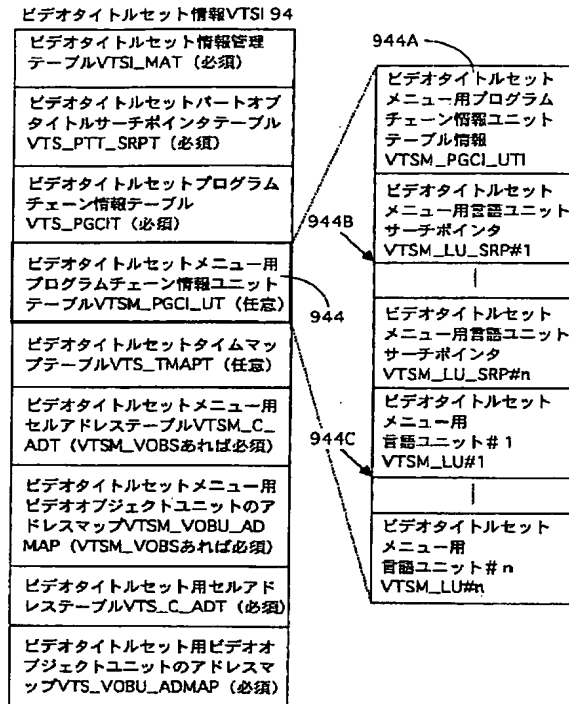 ビデオタイトルセット情報VTSI 94
ビデオタイトルセット情報管理
テーブルVTSI_MAT（必須）
ビデオタイトルセットパートオブ
タイトルサーチポインタテーブル
VTS_PTT_SRPT（必須）
ビデオタイトルセットプログラム
チェーン情報テーブル
VTS_PGCIT（必須）
ビデオタイトルセットメニュー用
プログラムチェーン情報ユニット
テーブルVTSM_PGCI_UT（任意）
ビデオタイトルセットタイムマッ
プテーブルVTS_TMAPT（任意）
ビデオタイトルセットメニュー用
セルアドレステーブルVTSM_C_
ADT（VTSM_VOBSあれば必須）
ビデオタイトルセットメニュー用
ビデオオブジェクトユニットのア
ドレスマップVTSM_VOBU_AD
MAP（VTSM_VOBSあれば必須）
ビデオタイトルセット用セルアド
レステーブルVTS_C_ADT（必須）
ビデオタイトルセット用ビデオオ
ブジェクトユニットのアドレスマ
ップVTS_VOBU_ADMAP（必須）
944
944A
ビデオタイトルセット
メニュー用プログラム
チェーン情報ユニット
テーブル情報
VTSM_PGCI_UTI
944B
ビデオタイトルセット
メニュー用言語ユニット
サーチポインタ
VTSM_LU_SRP#1
ビデオタイトルセット
メニュー用言語ユニット
サーチポインタ
VTSM_LU_SRP#n
944C
ビデオタイトルセット
メニュー用
言語ユニット＃1
VTSM_LU#1
ビデオタイトルセット
メニュー用
言語ユニット＃n
VTSM_LU#n